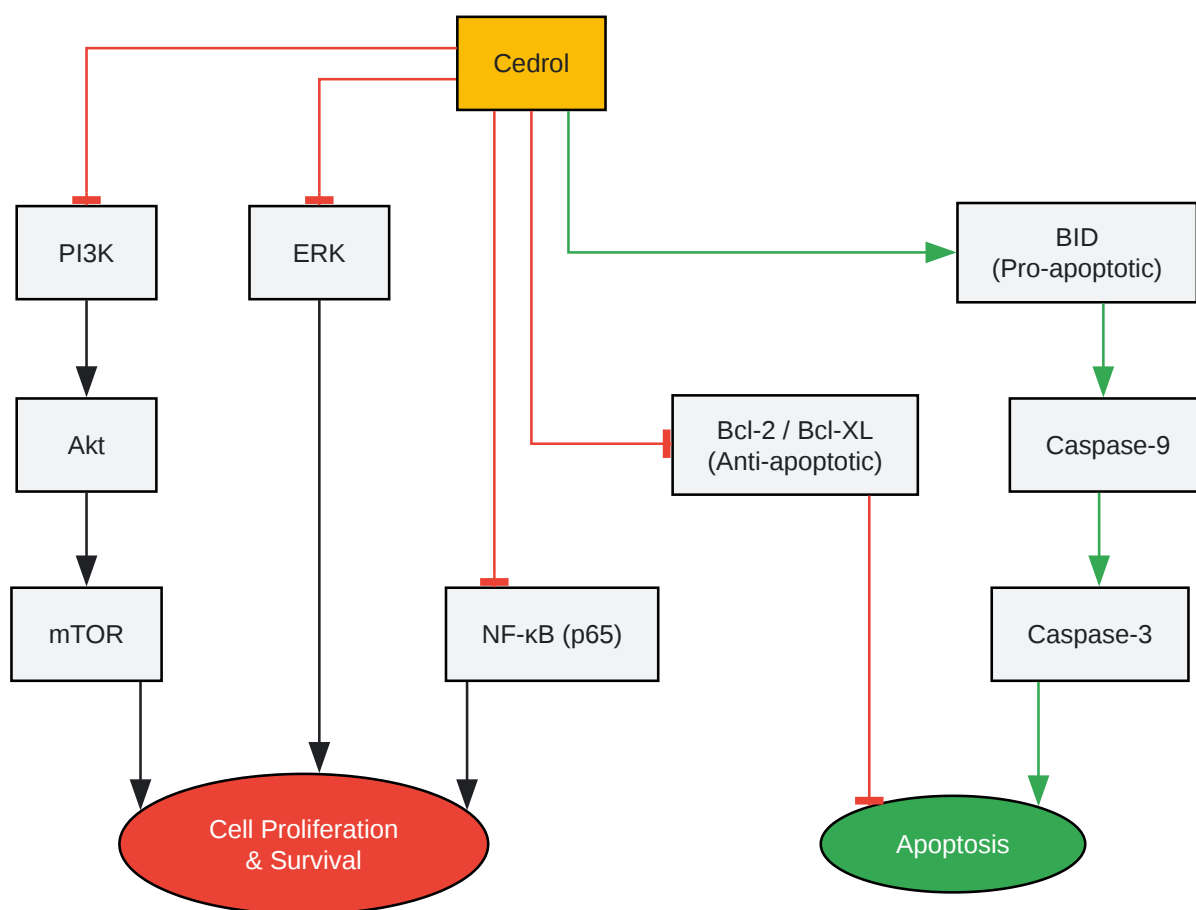 Cedrol
PI3K
ERK
BID
(Pro-apoptotic)
Akt
Bcl-2 / Bcl-XL
(Anti-apoptotic)
Caspase-9
mTOR
NF-κB (p65)
Caspase-3
Cell Proliferation
& Survival
Apoptosis